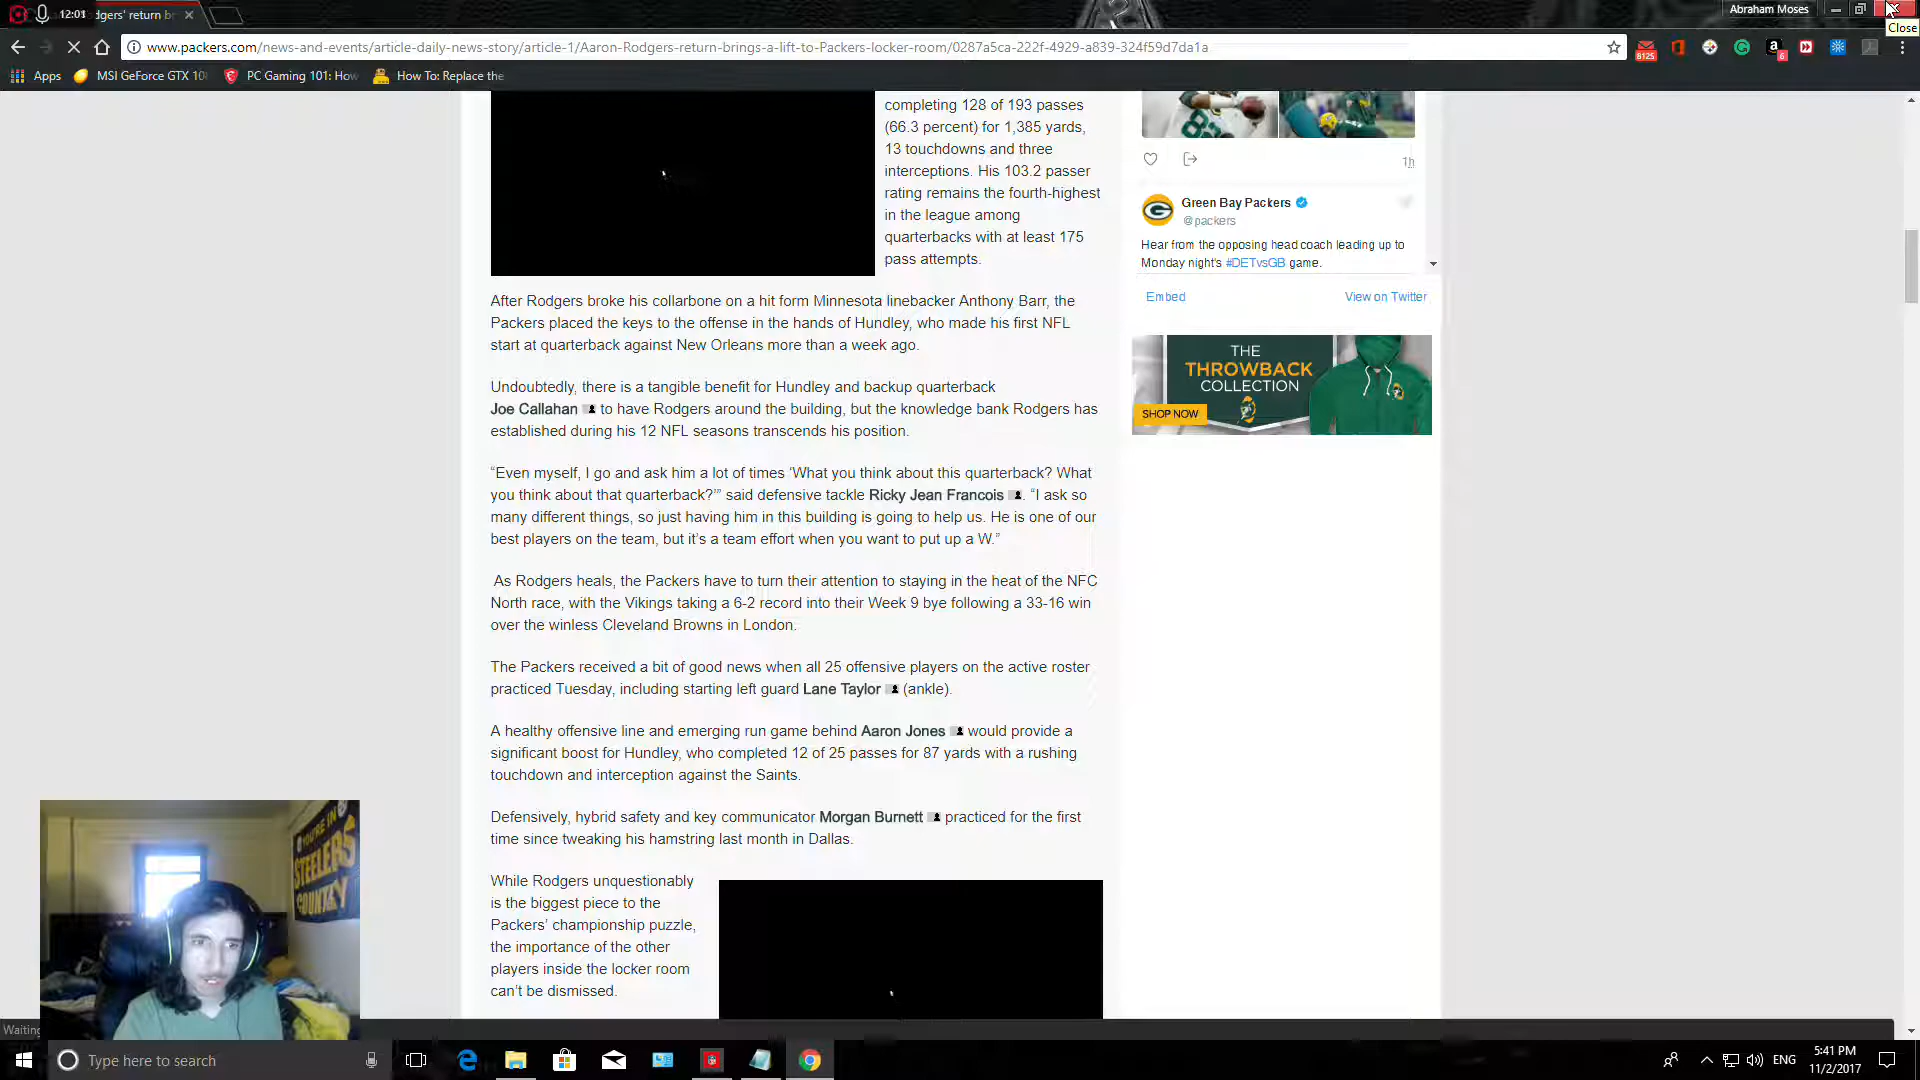 12:01
dgers' return br
Abraham Moses
Close
www.packers.com/news-and-events/article-daily-news-story/article-1/Aaron-Rodgers-return-brings-a-lift-to-Packers-locker-room/0287a5ca-222f-4929-a839-324f59d7da1a
8125
6
Apps
MSI GeForce GTX 10
PC Gaming 101: How
How To: Replace the
completing 128 of 193 passes
(66.3 percent) for 1,385 yards,
13 touchdowns and three
interceptions. His 103.2 passer
rating remains the fourth-highest
in the league among
quarterbacks with at least 175
pass attempts.
After Rodgers broke his collarbone on a hit form Minnesota linebacker Anthony Barr, the
Packers placed the keys to the offense in the hands of Hundley, who made his first NFL
start at quarterback against New Orleans more than a week ago.
Undoubtedly, there is a tangible benefit for Hundley and backup quarterback
Joe Callahan to have Rodgers around the building, but the knowledge bank Rodgers has
established during his 12 NFL seasons transcends his position.
“Even myself, I go and ask him a lot of times ‘What you think about this quarterback? What
you think about that quarterback?’” said defensive tackle Ricky Jean Francois . “I ask so
many different things, so just having him in this building is going to help us. He is one of our
best players on the team, but it’s a team effort when you want to put up a W.”
As Rodgers heals, the Packers have to turn their attention to staying in the heat of the NFC
North race, with the Vikings taking a 6-2 record into their Week 9 bye following a 33-16 win
over the winless Cleveland Browns in London.
The Packers received a bit of good news when all 25 offensive players on the active roster
practiced Tuesday, including starting left guard Lane Taylor (ankle).
A healthy offensive line and emerging run game behind Aaron Jones would provide a
significant boost for Hundley, who completed 12 of 25 passes for 87 yards with a rushing
touchdown and interception against the Saints.
Defensively, hybrid safety and key communicator Morgan Burnett practiced for the first
time since tweaking his hamstring last month in Dallas.
While Rodgers unquestionably
is the biggest piece to the
Packers’ championship puzzle,
the importance of the other
players inside the locker room
can’t be dismissed.
1h
Green Bay Packers
@packers
Hear from the opposing head coach leading up to
Monday night's #DETvsGB game.
Embed
View on Twitter
THE
THROWBACK
COLLECTION
SHOP NOW
YOU'RE IN
STEELERS
COUNTRY
Waiting
Type here to search
ENG
5:41 PM
11/2/2017